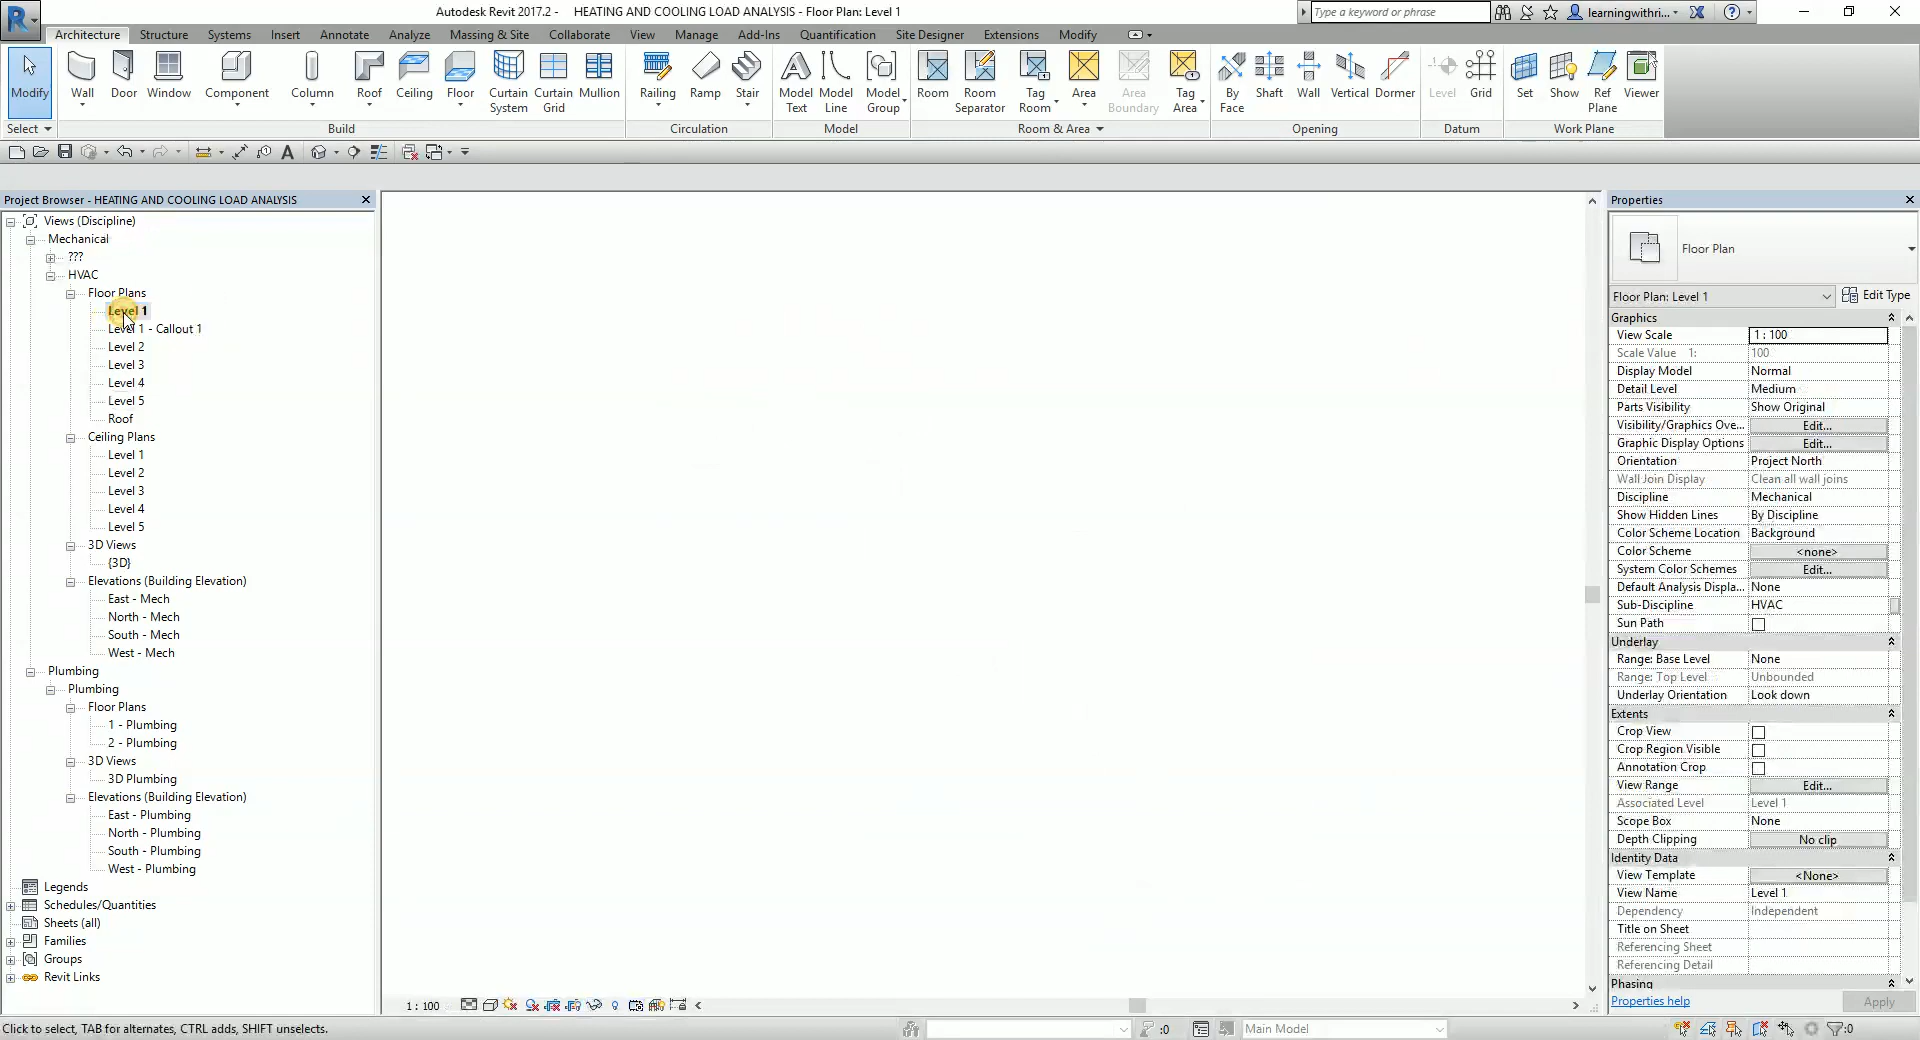 Autodesk Revit 2017.2 - HEATING AND COOLING LOAD ANALYSIS - Floor Plan: Level 1
Type a keyword or phrase
learningwithri...
Architecture Structure Systems Insert Annotate Analyze Massing & Site Collaborate View Manage Add-Ins Quantification Site Designer Extensions Modify
Modify Wall Door Window Component Column Roof Ceiling Floor Curtain System Curtain Grid Mullion Railing Ramp Stair Model Text Model Line Model Group Room Room Separator Tag Room Area Area Boundary Tag Area By Face Shaft Wall Vertical Dormer Level Grid Set Show Ref Plane Viewer
Select Build Circulation Model Room & Area Opening Datum Work Plane
Project Browser - HEATING AND COOLING LOAD ANALYSIS
Views (Discipline)
Mechanical
???
HVAC
Floor Plans
Level 1
Level 1 - Callout 1
Level 2
Level 3
Level 4
Level 5
Roof
Ceiling Plans
Level 1
Level 2
Level 3
Level 4
Level 5
3D Views
{3D}
Elevations (Building Elevation)
East - Mech
North - Mech
South - Mech
West - Mech
Plumbing
Plumbing
Floor Plans
1 - Plumbing
2 - Plumbing
3D Views
3D Plumbing
Elevations (Building Elevation)
East - Plumbing
North - Plumbing
South - Plumbing
West - Plumbing
Legends
Schedules/Quantities
Sheets (all)
Families
Groups
Revit Links
1 : 100
Properties
Floor Plan
Floor Plan: Level 1 Edit Type
Graphics
View Scale 1 : 100
Scale Value 1: 100
Display Model Normal
Detail Level Medium
Parts Visibility Show Original
Visibility/Graphics Ove... Edit...
Graphic Display Options Edit...
Orientation Project North
Wall Join Display Clean all wall joins
Discipline Mechanical
Show Hidden Lines By Discipline
Color Scheme Location Background
Color Scheme <none>
System Color Schemes Edit...
Default Analysis Displa... None
Sub-Discipline HVAC
Sun Path
Underlay
Range: Base Level None
Range: Top Level Unbounded
Underlay Orientation Look down
Extents
Crop View
Crop Region Visible
Annotation Crop
View Range Edit...
Associated Level Level 1
Scope Box None
Depth Clipping No clip
Identity Data
View Template <None>
View Name Level 1
Dependency Independent
Title on Sheet
Referencing Sheet
Referencing Detail
Phasing
Properties help Apply
Click to select, TAB for alternates, CTRL adds, SHIFT unselects.
:0
Main Model
:0